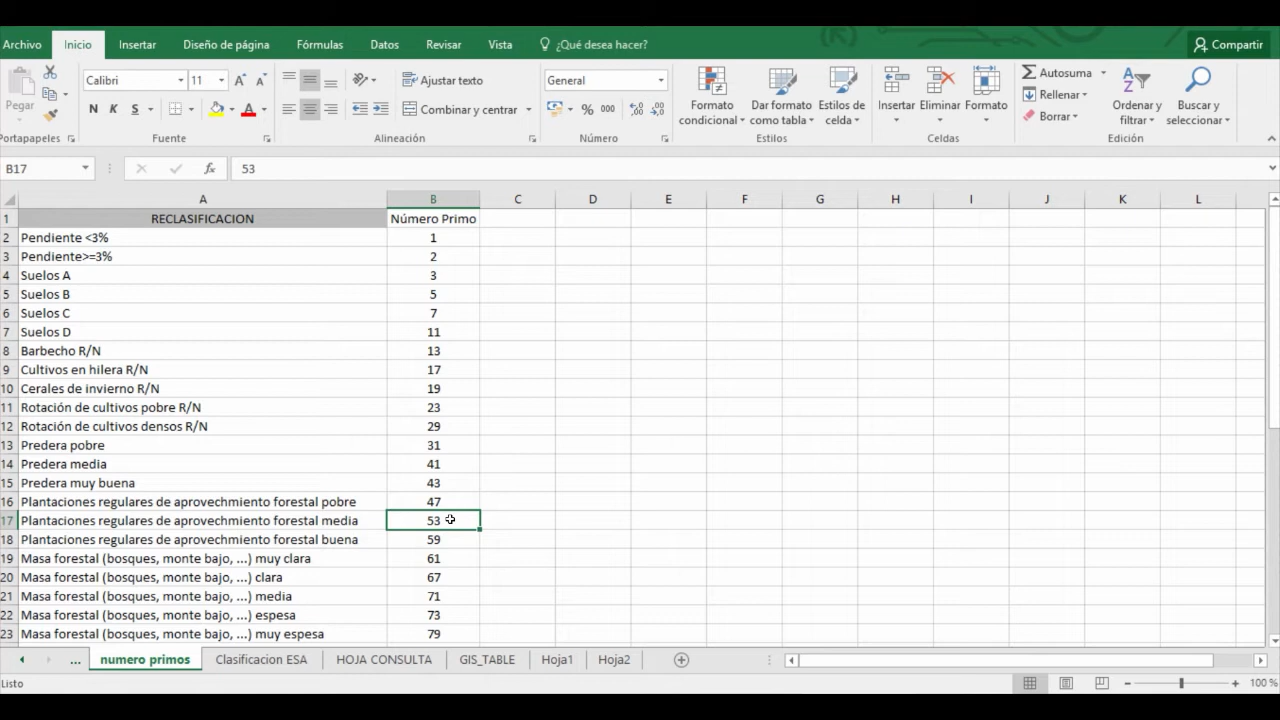 Archivo Inicio Insertar Diseño de página Fórmulas Datos Revisar Vista ¿Qué desea hacer? Compartir
Pegar
Calibri 11
N K S
Ajustar texto
Combinar y centrar
General
% 000
Formato condicional
Dar formato como tabla
Estilos de celda
Insertar Eliminar Formato
Autosuma
Rellenar
Borrar
Ordenar y filtrar
Buscar y seleccionar
Portapapeles Fuente Alineación Número Estilos Celdas Edición
B17 fx 53
A B C D E F G H I J K L
1 RECLASIFICACION Número Primo
2 Pendiente <3% 1
3 Pendiente>=3% 2
4 Suelos A 3
5 Suelos B 5
6 Suelos C 7
7 Suelos D 11
8 Barbecho R/N 13
9 Cultivos en hilera R/N 17
10 Cerales de invierno R/N 19
11 Rotación de cultivos pobre R/N 23
12 Rotación de cultivos densos R/N 29
13 Predera pobre 31
14 Predera media 41
15 Predera muy buena 43
16 Plantaciones regulares de aprovechmiento forestal pobre 47
17 Plantaciones regulares de aprovechmiento forestal media 53
18 Plantaciones regulares de aprovechmiento forestal buena 59
19 Masa forestal (bosques, monte bajo, ...) muy clara 61
20 Masa forestal (bosques, monte bajo, ...) clara 67
21 Masa forestal (bosques, monte bajo, ...) media 71
22 Masa forestal (bosques, monte bajo, ...) espesa 73
23 Masa forestal (bosques, monte bajo, ...) muy espesa 79
... numero primos Clasificacion ESA HOJA CONSULTA GIS_TABLE Hoja1 Hoja2
Listo 100 %